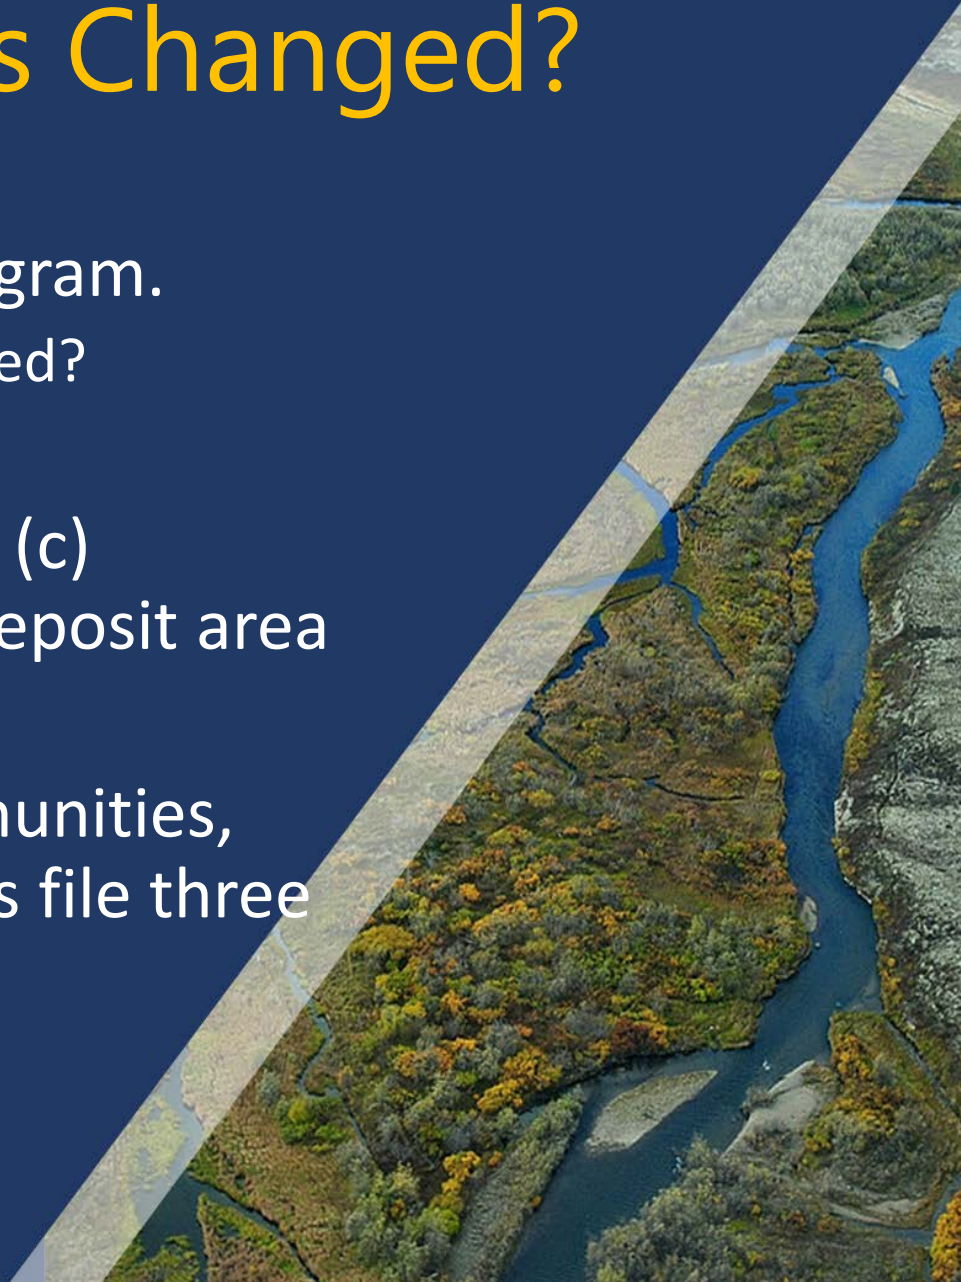 s Changed?
gram.
ed?
(c)
eposit area
nunities,
s file three